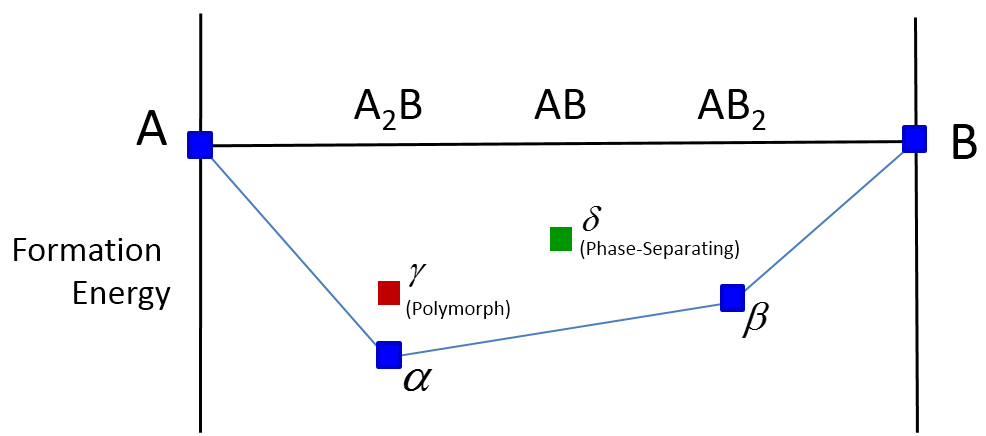 A₂B AB AB₂
A
B
δ
(Phase-Separating)
Formation
Energy
γ
(Polymorph)
β
α